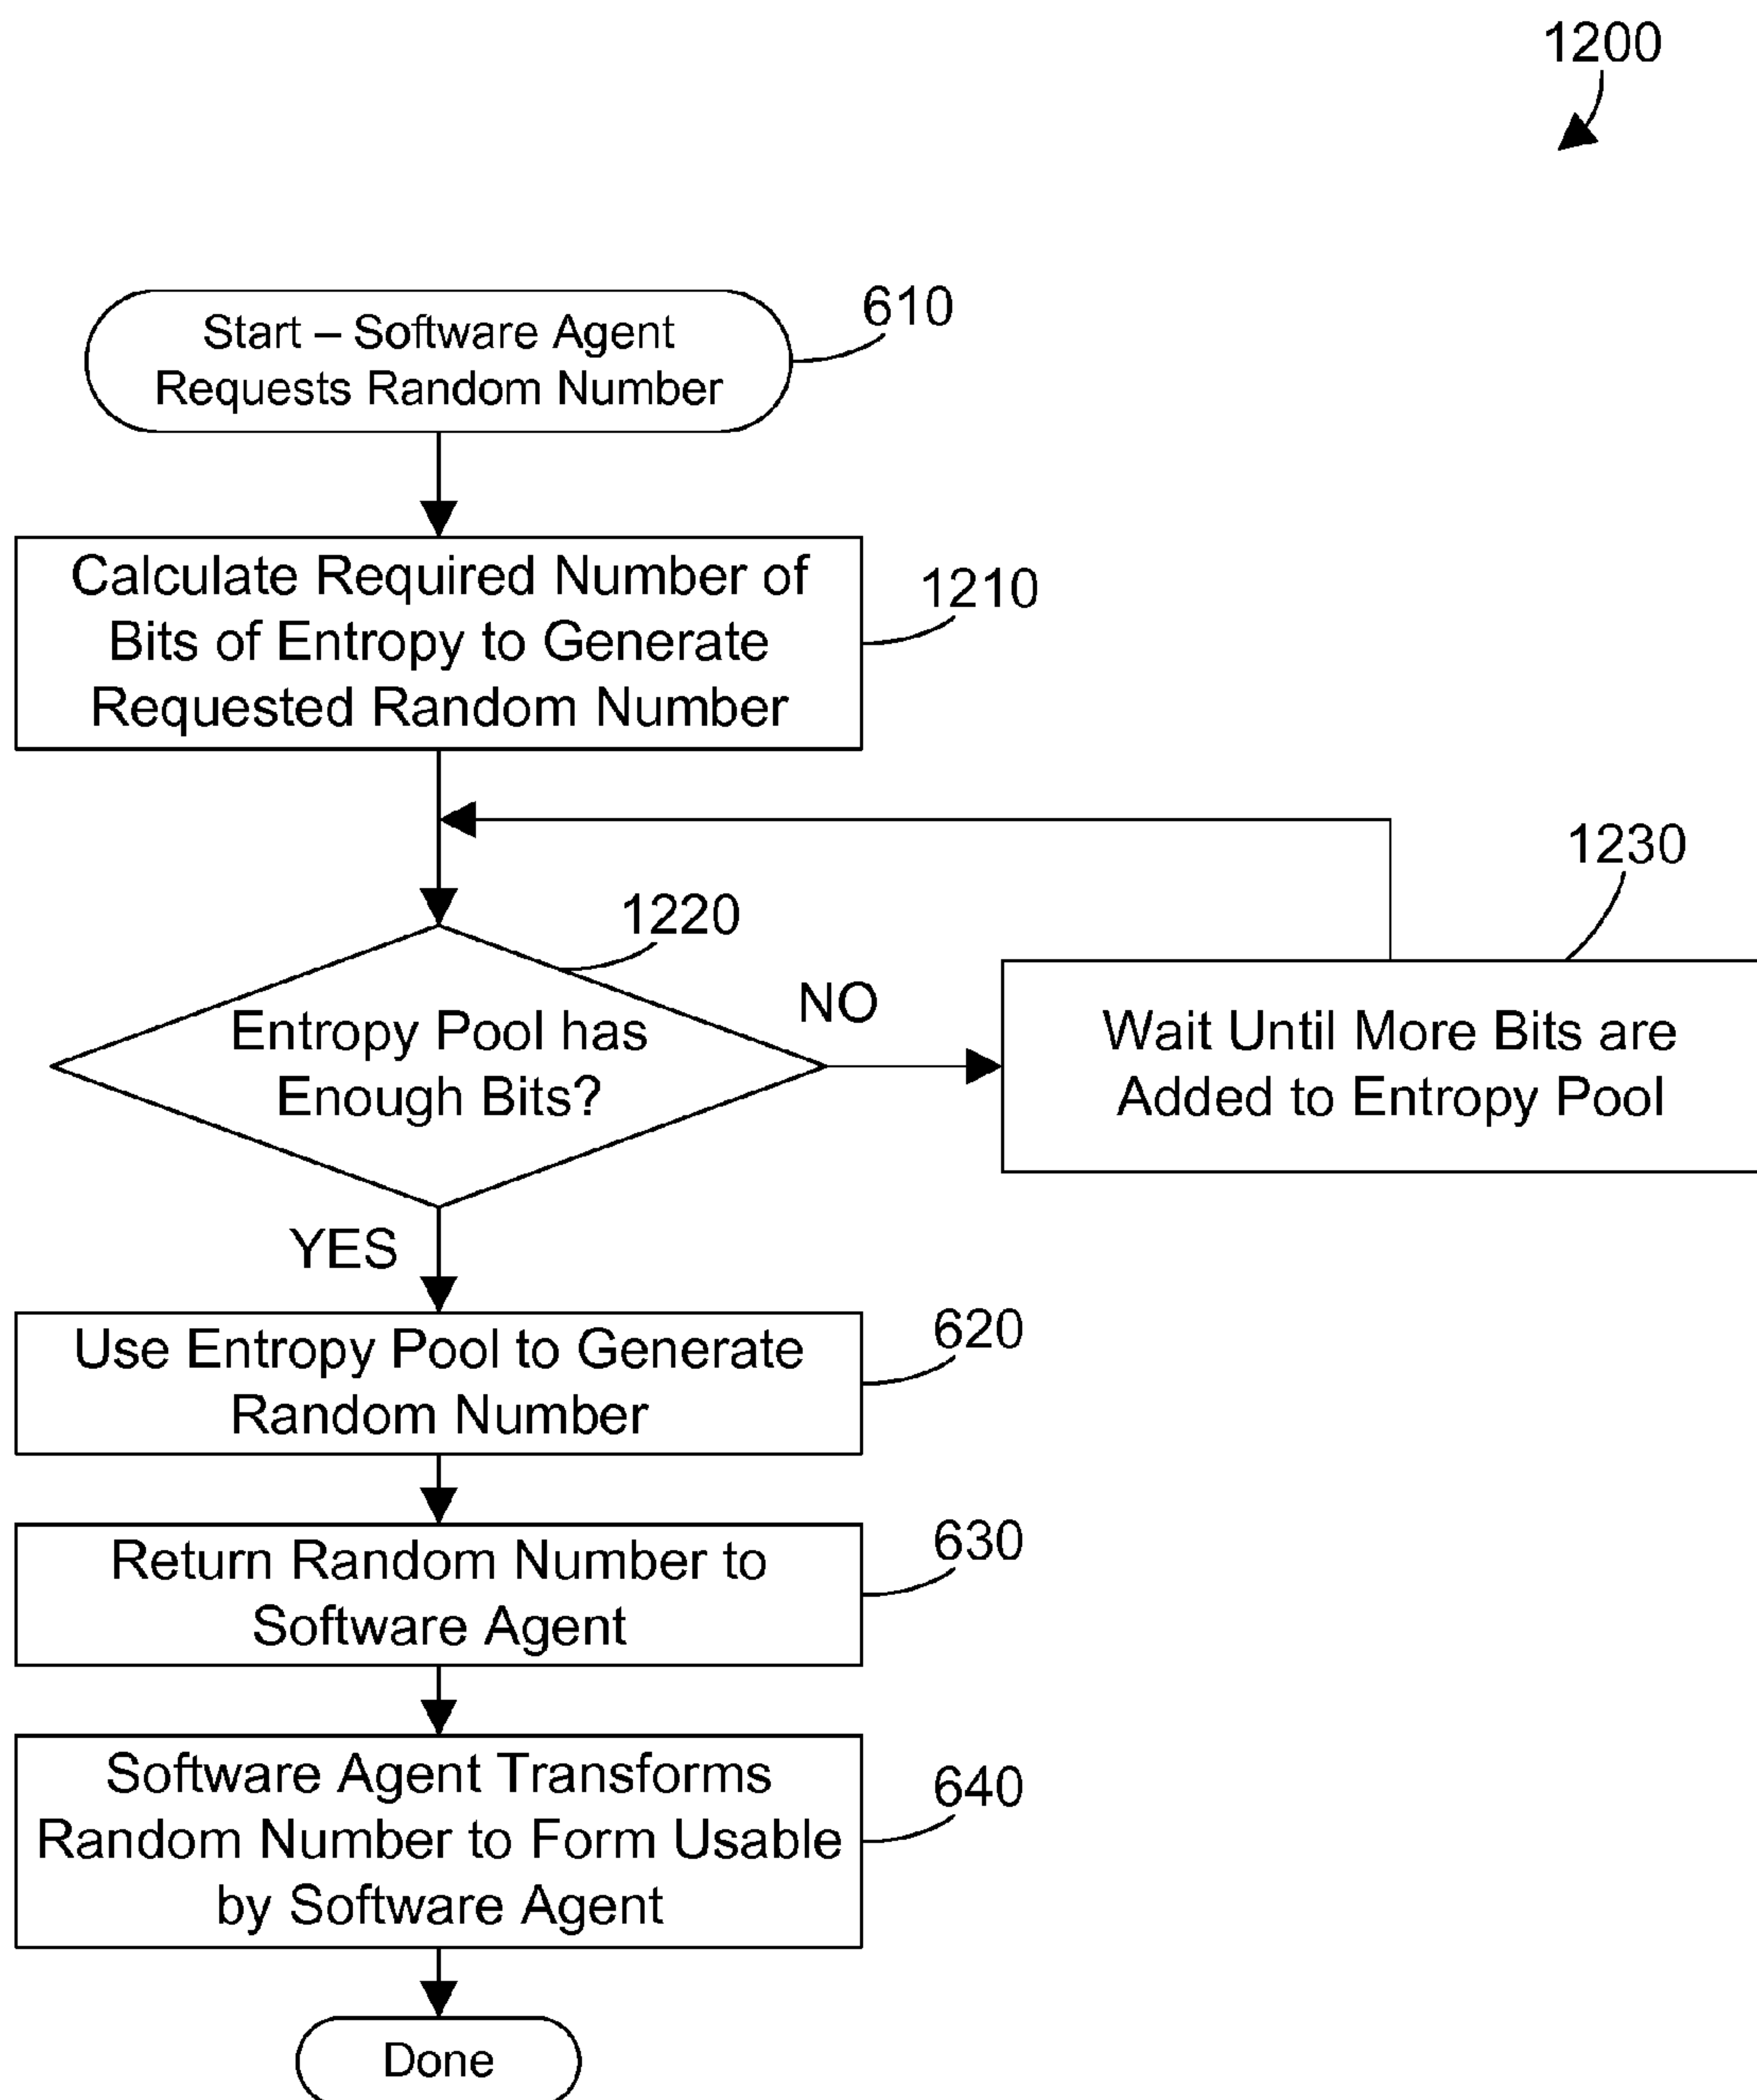 1200
Start – Software Agent
Requests Random Number
610
Calculate Required Number of
Bits of Entropy to Generate
Requested Random Number
1210
1220
Entropy Pool has
Enough Bits?
NO
1230
Wait Until More Bits are
Added to Entropy Pool
YES
Use Entropy Pool to Generate
Random Number
620
Return Random Number to
Software Agent
630
Software Agent Transforms
Random Number to Form Usable
by Software Agent
640
Done